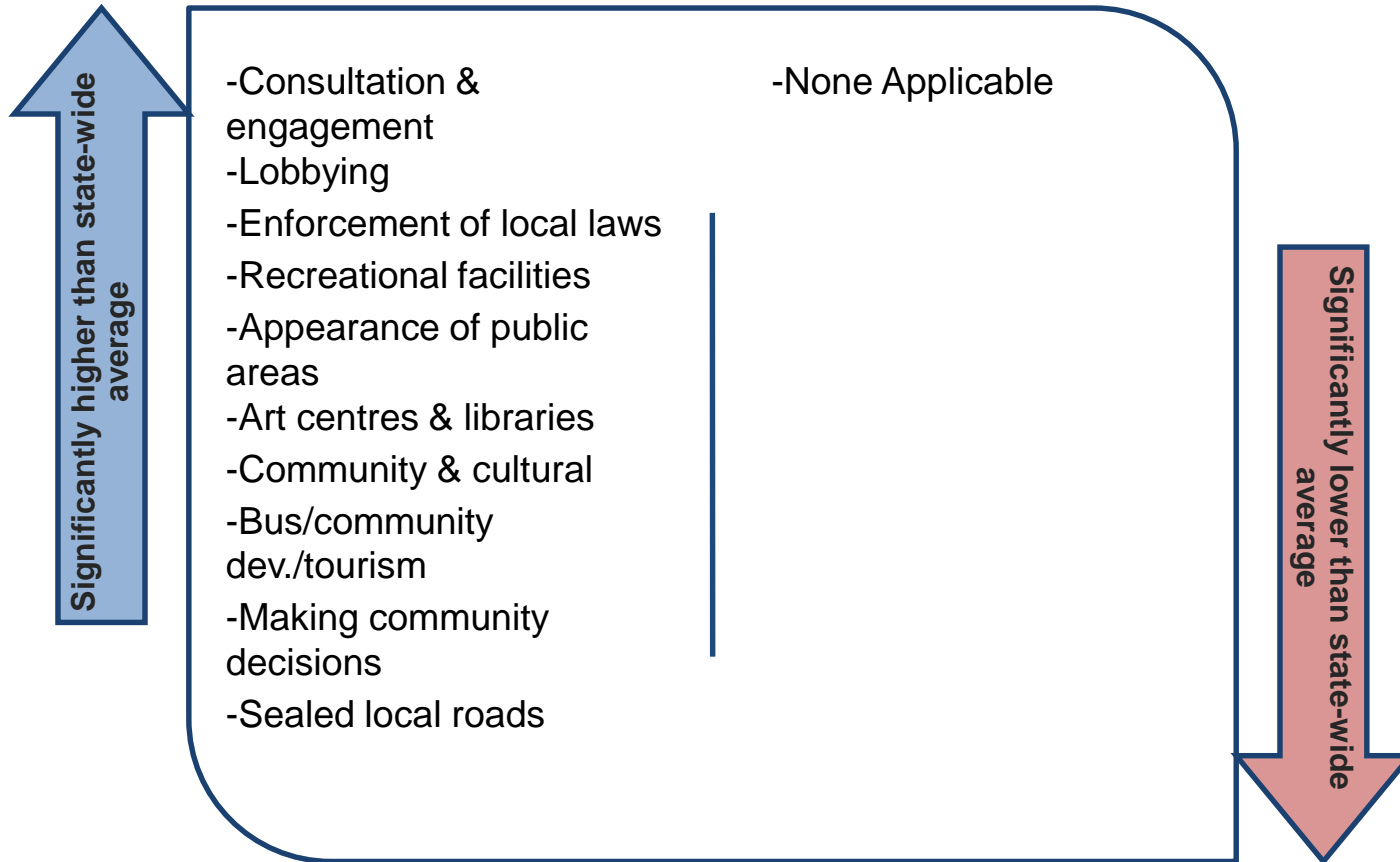 Significantly higher than state-wide
average
-Consultation &
engagement
-Lobbying
-Enforcement of local laws
-Recreational facilities
-Appearance of public
areas
-Art centres & libraries
-Community & cultural
-Bus/community
dev./tourism
-Making community
decisions
-Sealed local roads
-None Applicable
Significantly lower than state-wide
average